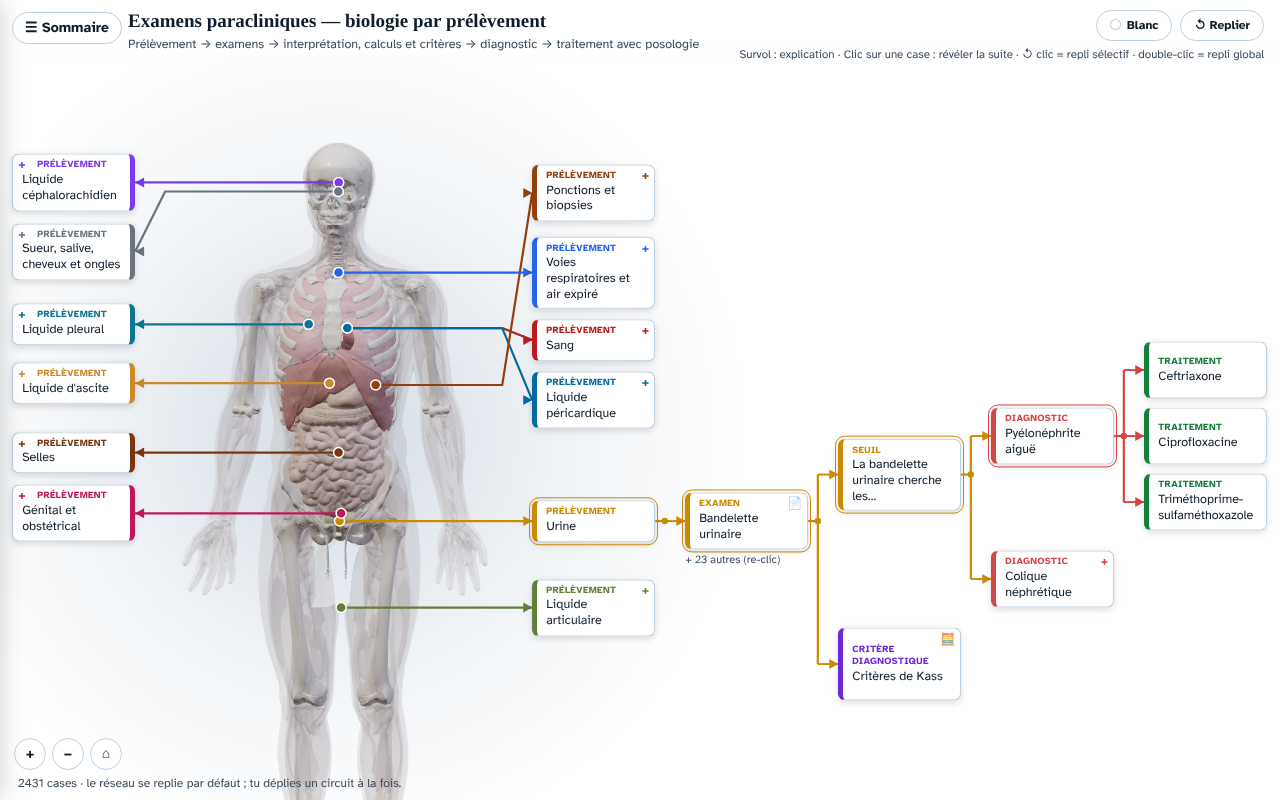 ☰ Sommaire
Examens paracliniques — biologie par prélèvement
Prélèvement → examens → interprétation, calculs et critères → diagnostic → traitement avec posologie
Blanc
↺ Replier
Survol : explication · Clic sur une case : révéler la suite · ↺ clic = repli sélectif · double-clic = repli global
+ PRÉLÈVEMENT
Liquide
céphalorachidien
+ PRÉLÈVEMENT
Sueur, salive,
cheveux et ongles
+ PRÉLÈVEMENT
Liquide pleural
+ PRÉLÈVEMENT
Liquide d'ascite
+ PRÉLÈVEMENT
Selles
+ PRÉLÈVEMENT
Génital et
obstétrical
PRÉLÈVEMENT +
Ponctions et
biopsies
PRÉLÈVEMENT +
Voies
respiratoires et
air expiré
PRÉLÈVEMENT +
Sang
PRÉLÈVEMENT +
Liquide
péricardique
PRÉLÈVEMENT
Urine
PRÉLÈVEMENT +
Liquide
articulaire
EXAMEN
Bandelette
urinaire
+ 23 autres (re-clic)
SEUIL
La bandelette
urinaire cherche
les...
CRITÈRE
DIAGNOSTIQUE
Critères de Kass
DIAGNOSTIC
Pyélonéphrite
aiguë
DIAGNOSTIC +
Colique
néphrétique
TRAITEMENT
Ceftriaxone
TRAITEMENT
Ciprofloxacine
TRAITEMENT
Triméthoprime-
sulfaméthoxazole
+ − ⌂
2431 cases · le réseau se replie par défaut ; tu déplies un circuit à la fois.